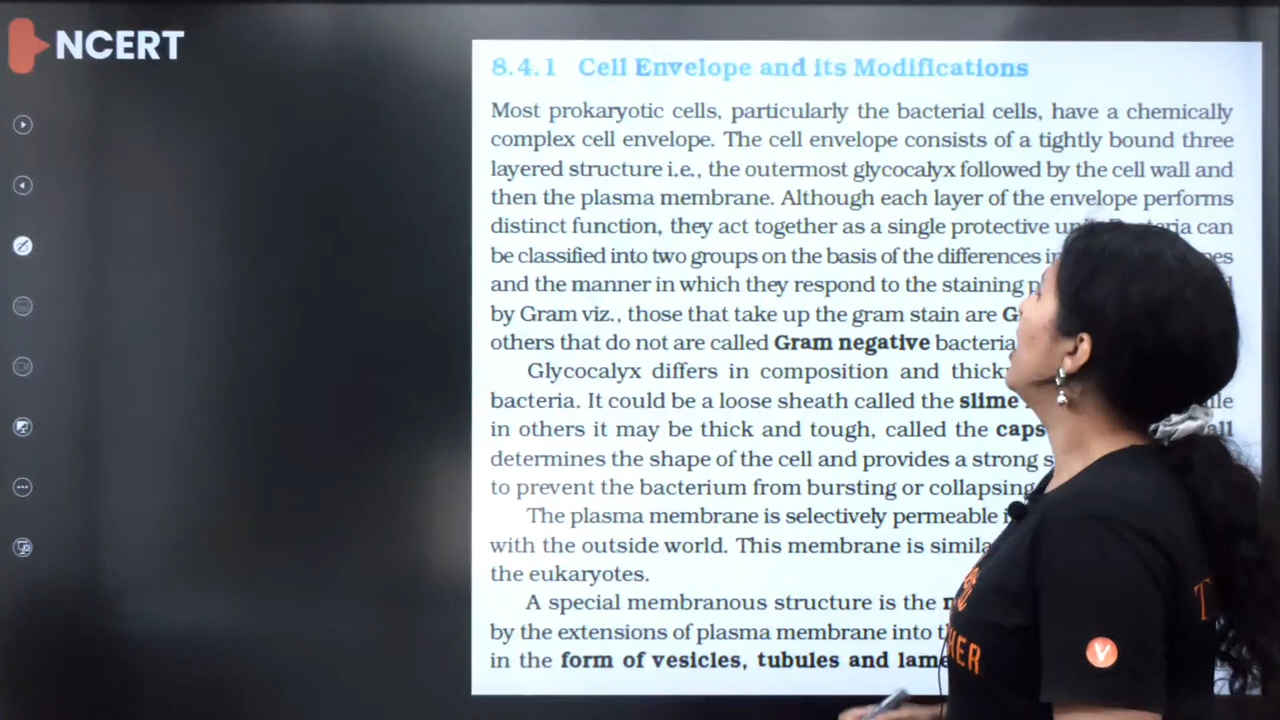 NCERT
8.4.1 Cell Envelope and its Modifications
Most prokaryotic cells, particularly the bacterial cells, have a chemically
complex cell envelope. The cell envelope consists of a tightly bound three
layered structure i.e., the outermost glycocalyx followed by the cell wall and
then the plasma membrane. Although each layer of the envelope performs
distinct function, they act together as a single protective can
be classified into two groups on the basis of the differences
and the manner in which they respond to the staining
by Gram viz., those that take up the gram stain are
others that do not are called Gram negative bacteria
Glycocalyx differs in composition and
bacteria. It could be a loose sheath called the slime
in others it may be thick and tough, called the
determines the shape of the cell and provides a strong
to prevent the bacterium from bursting or collapsing
The plasma membrane is selectively permeable
with the outside world. This membrane is
the eukaryotes.
A special membranous structure is the
by the extensions of plasma membrane into
in the form of vesicles, tubules and
HER
T
V